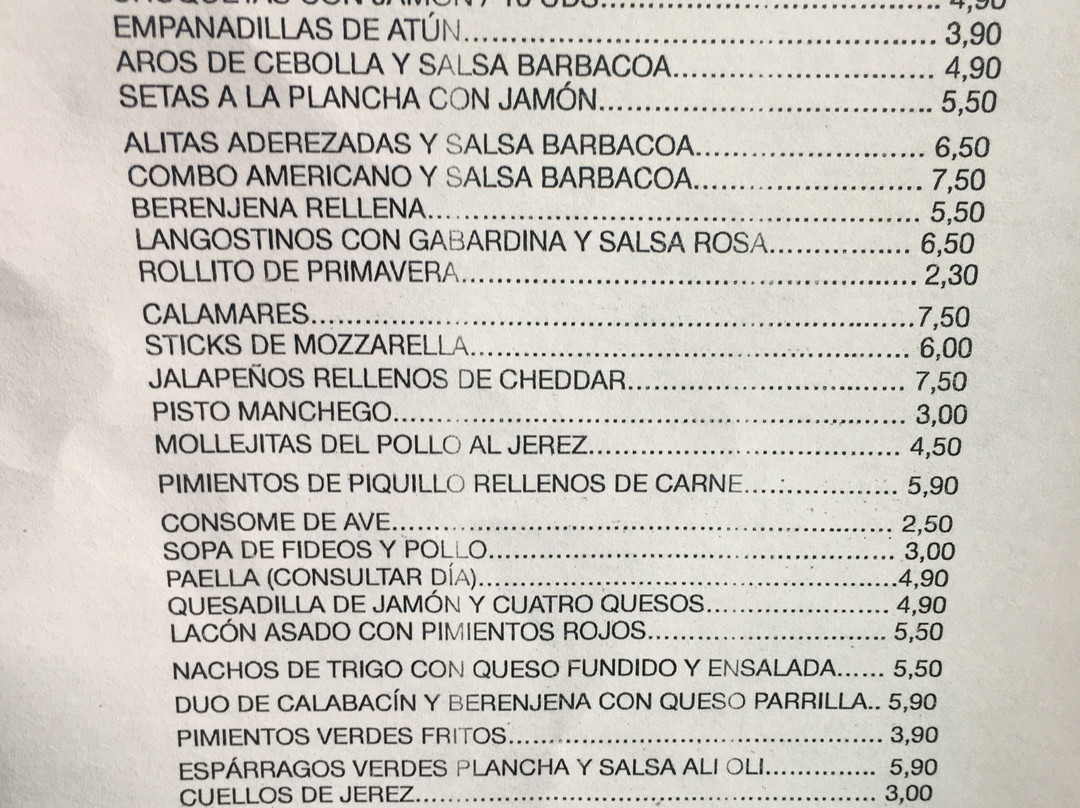 CON JAMÓN / 10 UDS........................................ 4,90
EMPANADILLAS DE ATÚN................................................ 3,90
AROS DE CEBOLLA Y SALSA BARBACOA........................... 4,90
SETAS A LA PLANCHA CON JAMÓN................................... 5,50
ALITAS ADEREZADAS Y SALSA BARBACOA........................ 6,50
COMBO AMERICANO Y SALSA BARBACOA........................ 7,50
BERENJENA RELLENA.................................................... 5,50
LANGOSTINOS CON GABARDINA Y SALSA ROSA............... 6,50
ROLLITO DE PRIMAVERA................................................ 2,30
CALAMARES................................................................7,50
STICKS DE MOZZARELLA.............................................. 6,00
JALAPEÑOS RELLENOS DE CHEDDAR............................. 7,50
PISTO MANCHEGO...................................................... 3,00
MOLLEJITAS DEL POLLO AL JEREZ................................. 4,50
PIMIENTOS DE PIQUILLO RELLENOS DE CARNE................ 5,90
CONSOME DE AVE...................................................... 2,50
SOPA DE FIDEOS Y POLLO........................................... 3,00
PAELLA (CONSULTAR DÍA).............................................4,90
QUESADILLA DE JAMÓN Y CUATRO QUESOS.................... 4,90
LACÓN ASADO CON PIMIENTOS ROJOS.......................... 5,50
NACHOS DE TRIGO CON QUESO FUNDIDO Y ENSALADA...... 5,50
DUO DE CALABACÍN Y BERENJENA CON QUESO PARRILLA.. 5,90
PIMIENTOS VERDES FRITOS.......................................... 3,90
ESPÁRRAGOS VERDES PLANCHA Y SALSA ALI OLI............. 5,90
CUELLOS DE JEREZ..................................................... 3,00